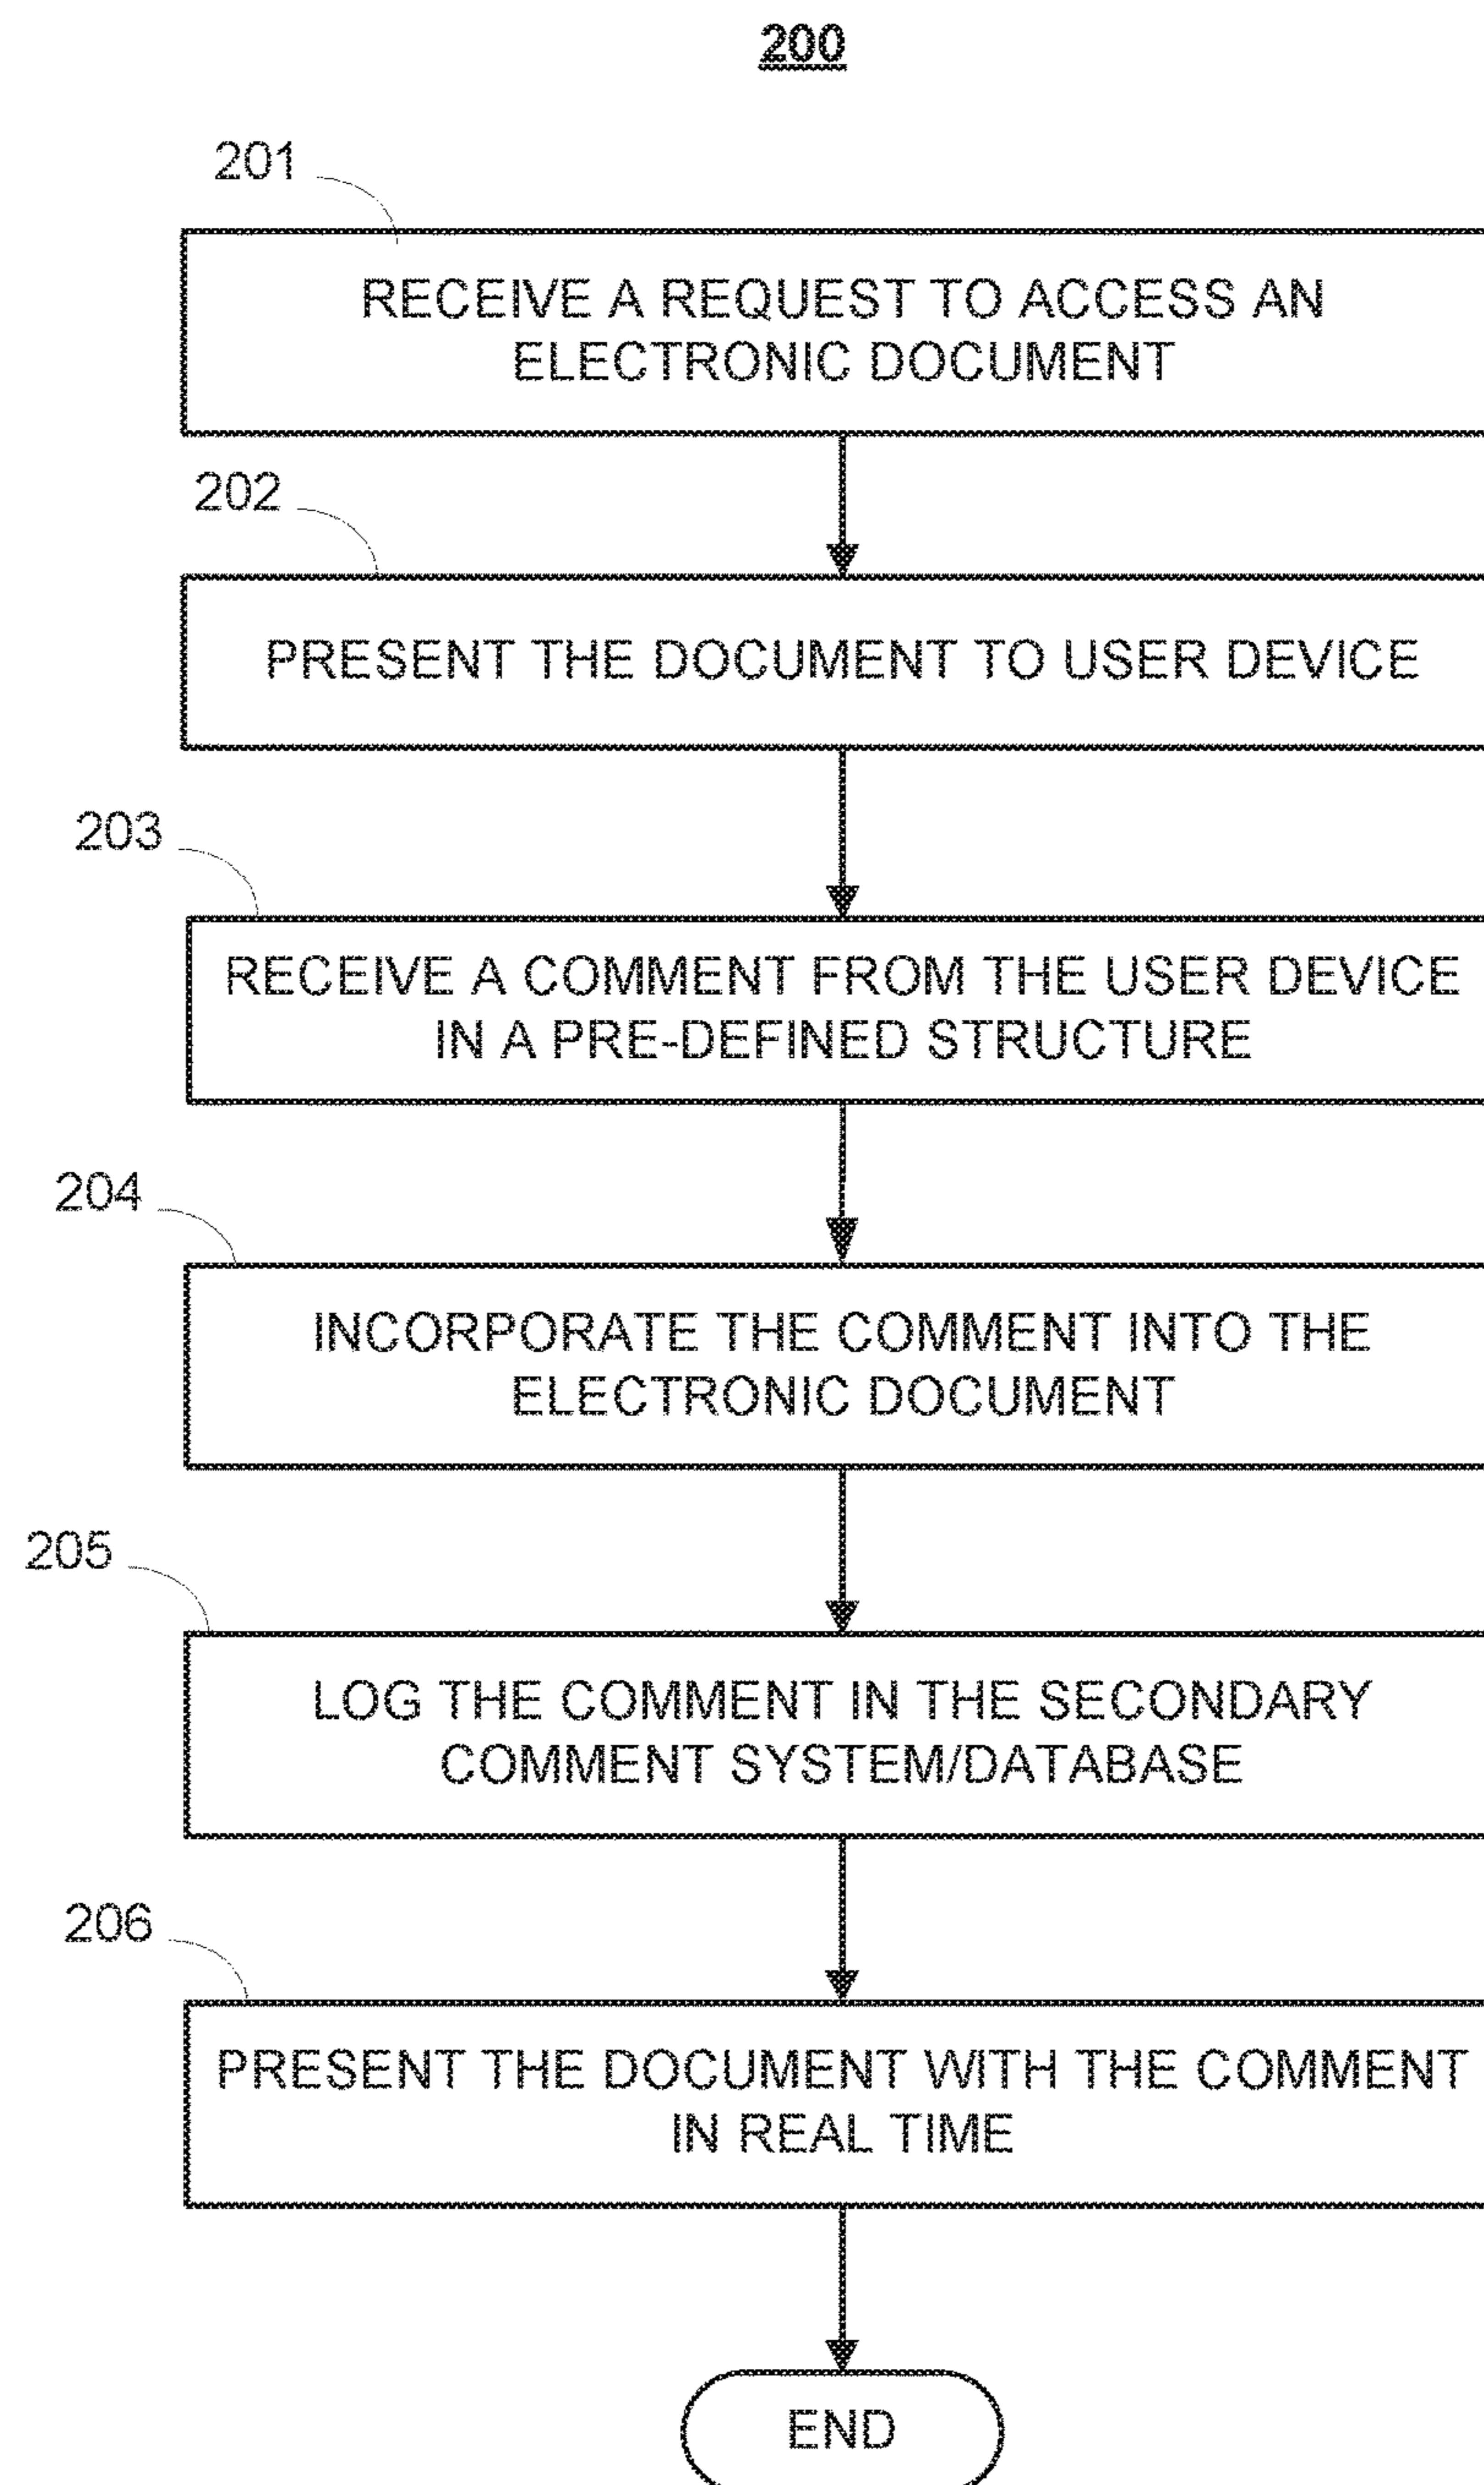 200
201
RECEIVE A REQUEST TO ACCESS AN
ELECTRONIC DOCUMENT
202
PRESENT THE DOCUMENT TO USER DEVICE
203
RECEIVE A COMMENT FROM THE USER DEVICE
IN A PRE-DEFINED STRUCTURE
204
INCORPORATE THE COMMENT INTO THE
ELECTRONIC DOCUMENT
205
LOG THE COMMENT IN THE SECONDARY
COMMENT SYSTEM/DATABASE
206
PRESENT THE DOCUMENT WITH THE COMMENT
IN REAL TIME
END